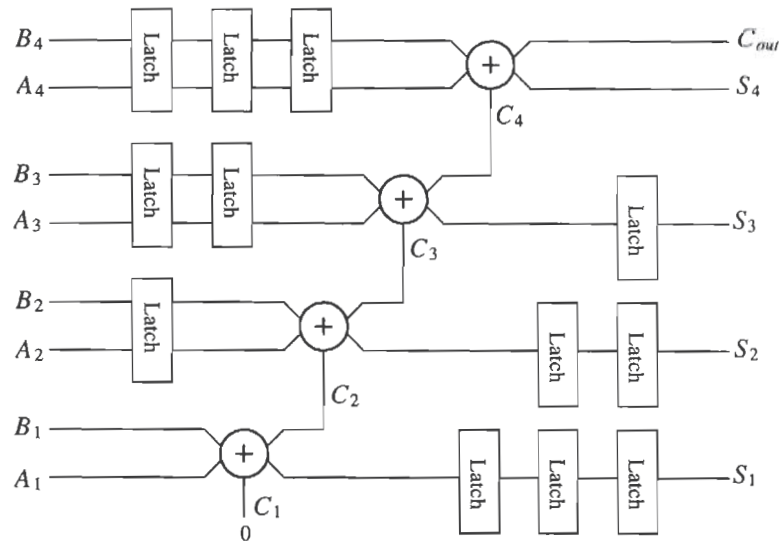 B₄ Latch Latch Latch + C_out
A₄ S₄
C₄
B₃ Latch Latch +
A₃ Latch S₃
C₃
B₂ Latch +
A₂ Latch Latch S₂
C₂
B₁ +
A₁ Latch Latch Latch S₁
C₁
0